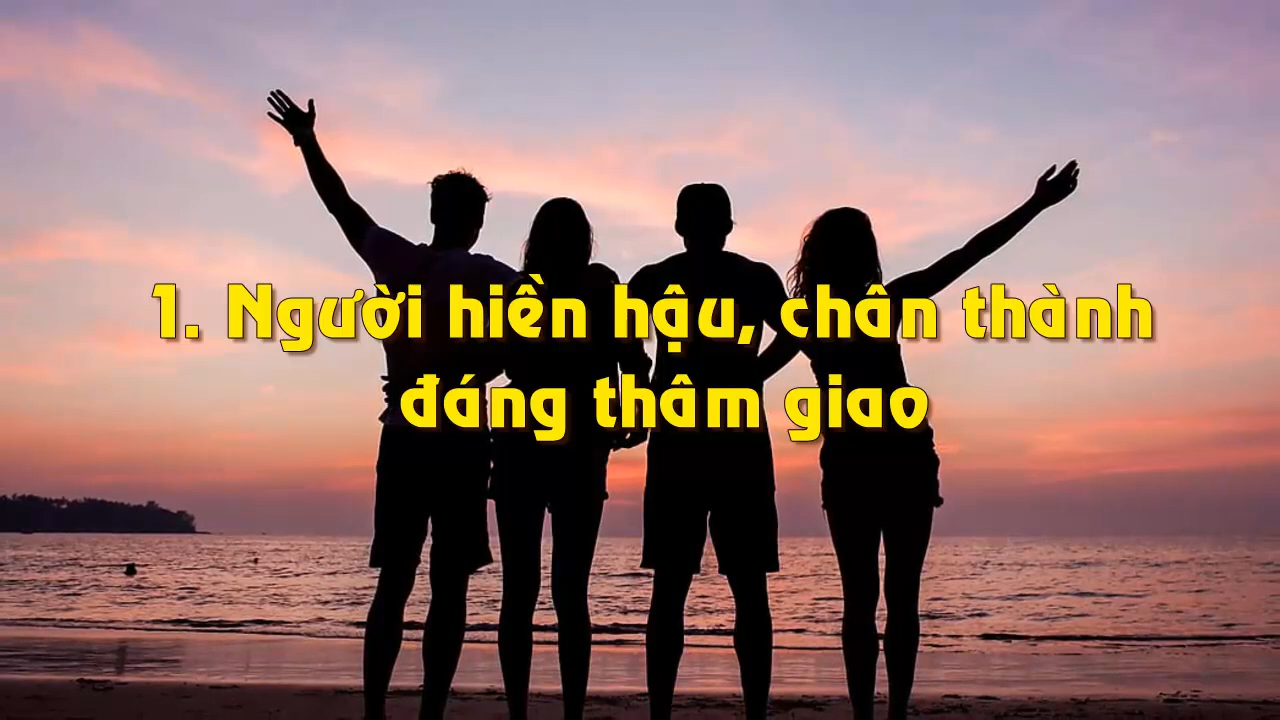 1. Người hiền hậu, chân thành
đáng thâm giao